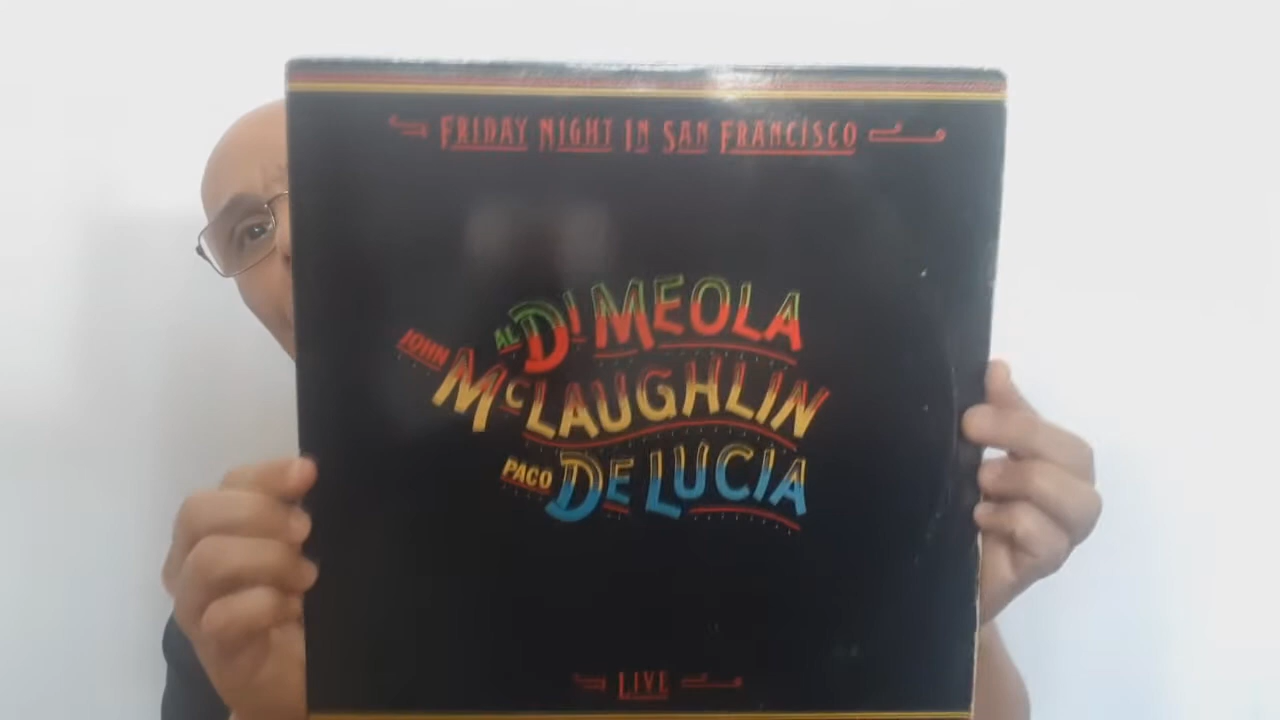 FRIDAY NIGHT IN SAN FRANCISCO
AL DI MEOLA
JOHN McLAUGHLIN
PACO DE LUCIA
LIVE